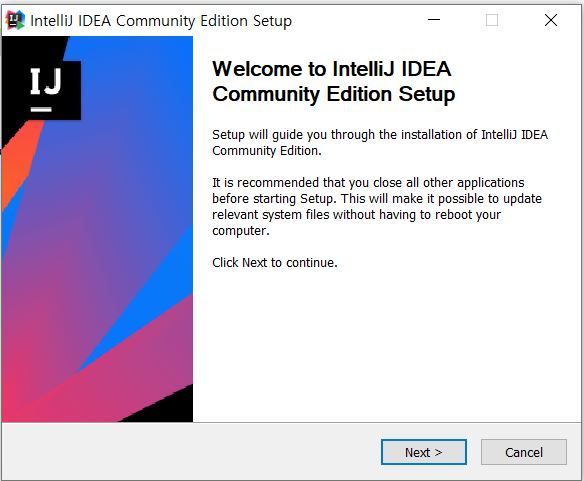 IntelliJ IDEA Community Edition Setup
IJ
Welcome to IntelliJ IDEA
Community Edition Setup
Setup will guide you through the installation of IntelliJ IDEA
Community Edition.
It is recommended that you close all other applications
before starting Setup. This will make it possible to update
relevant system files without having to reboot your
computer.
Click Next to continue.
Next >
Cancel